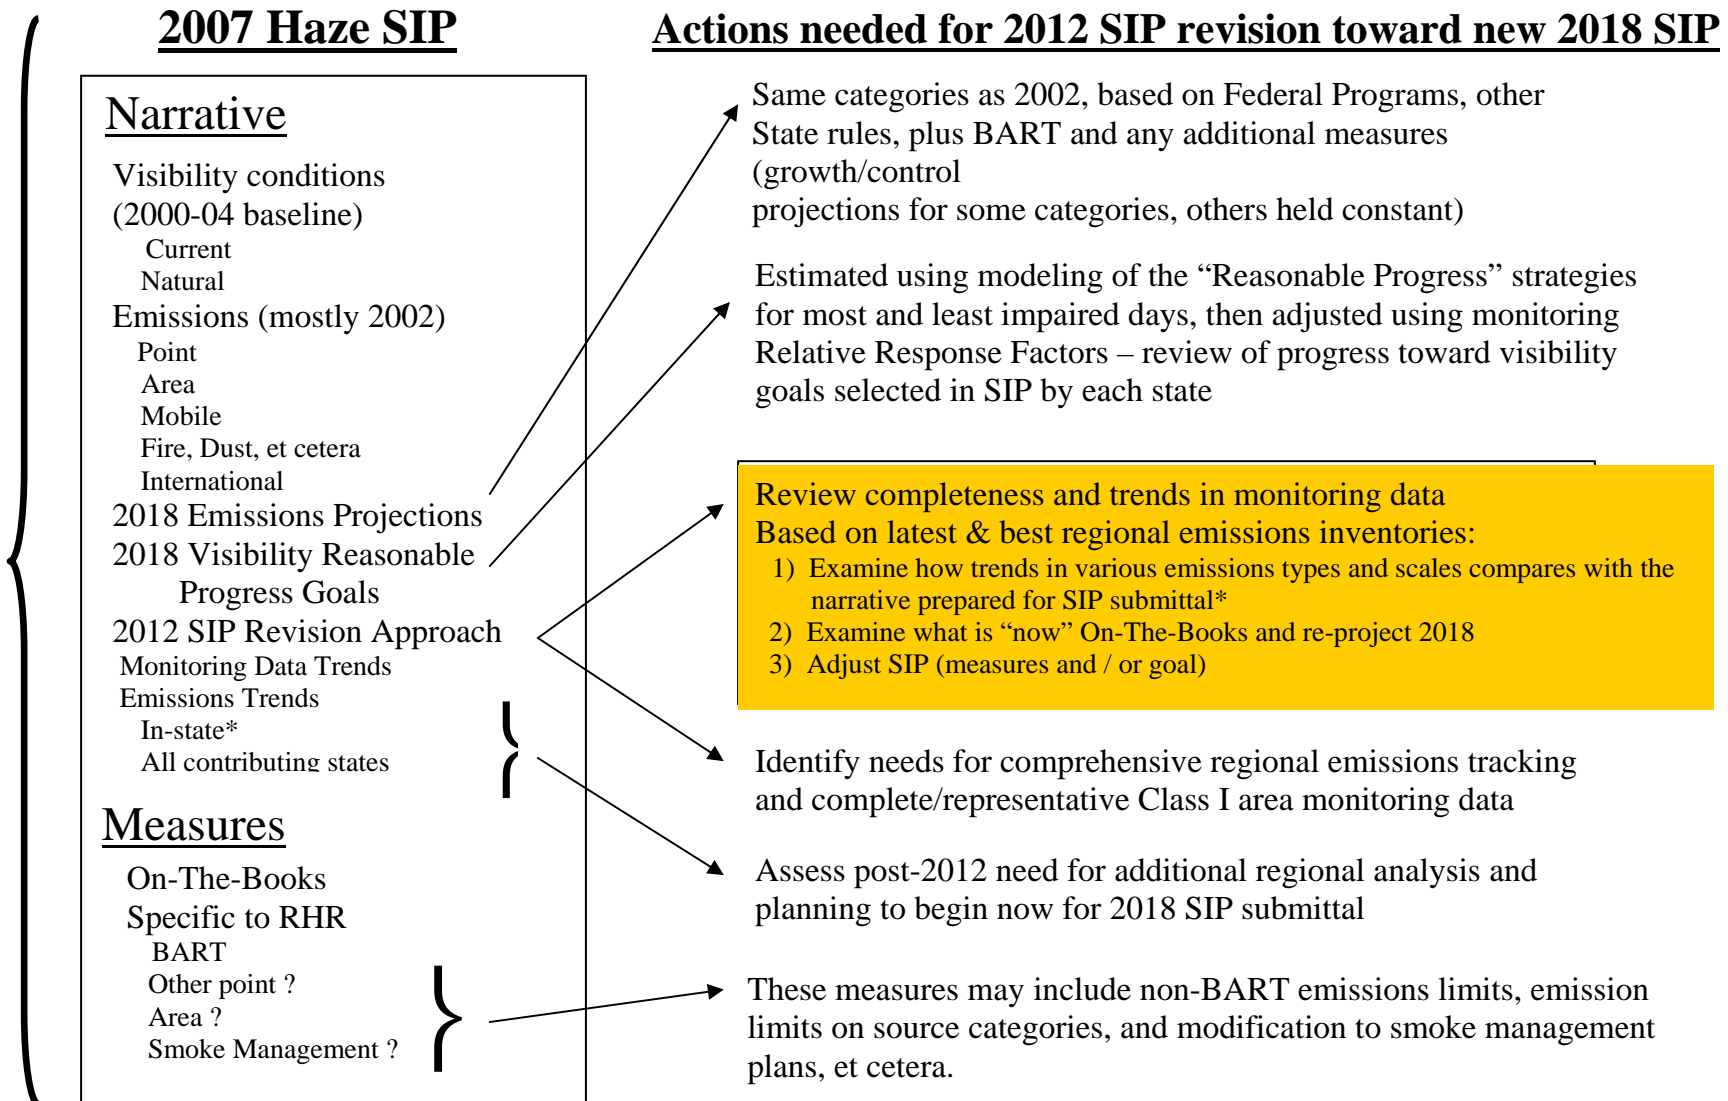 2007 Haze SIP
Narrative
Visibility conditions
(2000-04 baseline)
Current
Natural
Emissions (mostly 2002)
Point
Area
Mobile
Fire, Dust, et cetera
International
2018 Emissions Projections
2018 Visibility Reasonable
Progress Goals
2012 SIP Revision Approach
Monitoring Data Trends
Emissions Trends
In-state*
All contributing states
Measures
On-The-Books
Specific to RHR
BART
Other point ?
Area ?
Smoke Management ?
Actions needed for 2012 SIP revision toward new 2018 SIP
Same categories as 2002, based on Federal Programs, other
State rules, plus BART and any additional measures
(growth/control
projections for some categories, others held constant)
Estimated using modeling of the “Reasonable Progress” strategies
for most and least impaired days, then adjusted using monitoring
Relative Response Factors – review of progress toward visibility
goals selected in SIP by each state
Review completeness and trends in monitoring data
Based on latest & best regional emissions inventories:
1) Examine how trends in various emissions types and scales compares with the
narrative prepared for SIP submittal*
2) Examine what is “now” On-The-Books and re-project 2018
3) Adjust SIP (measures and / or goal)
Identify needs for comprehensive regional emissions tracking
and complete/representative Class I area monitoring data
Assess post-2012 need for additional regional analysis and
planning to begin now for 2018 SIP submittal
These measures may include non-BART emissions limits, emission
limits on source categories, and modification to smoke management
plans, et cetera.